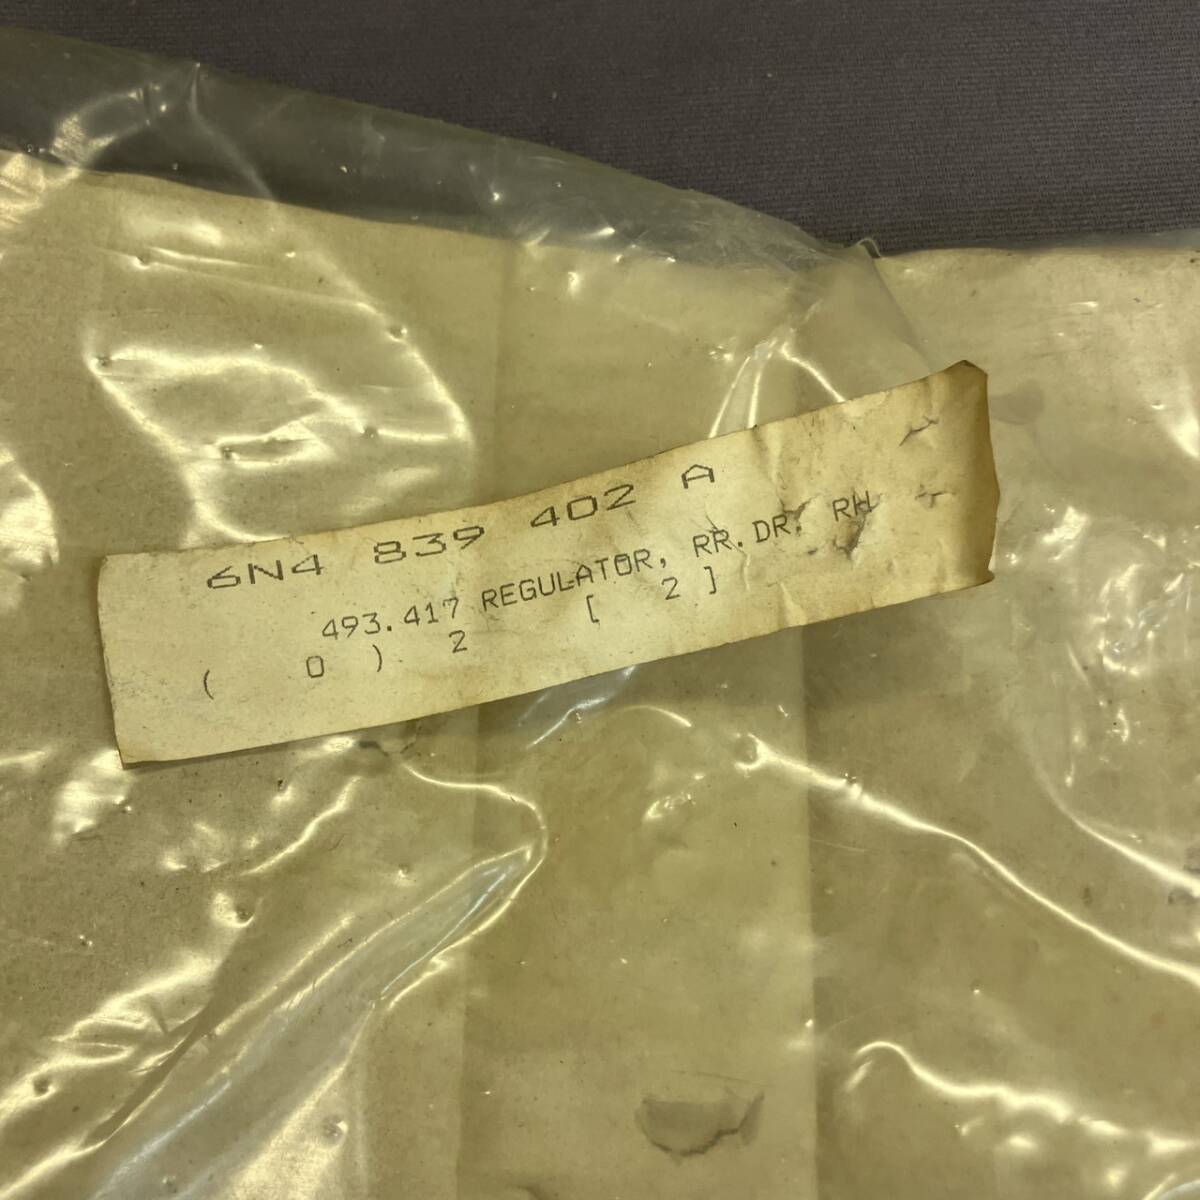 6N4 839 402 A
493.417 REGULATOR, RR.DR. RH
( 0 ) 2 [ 2 ]